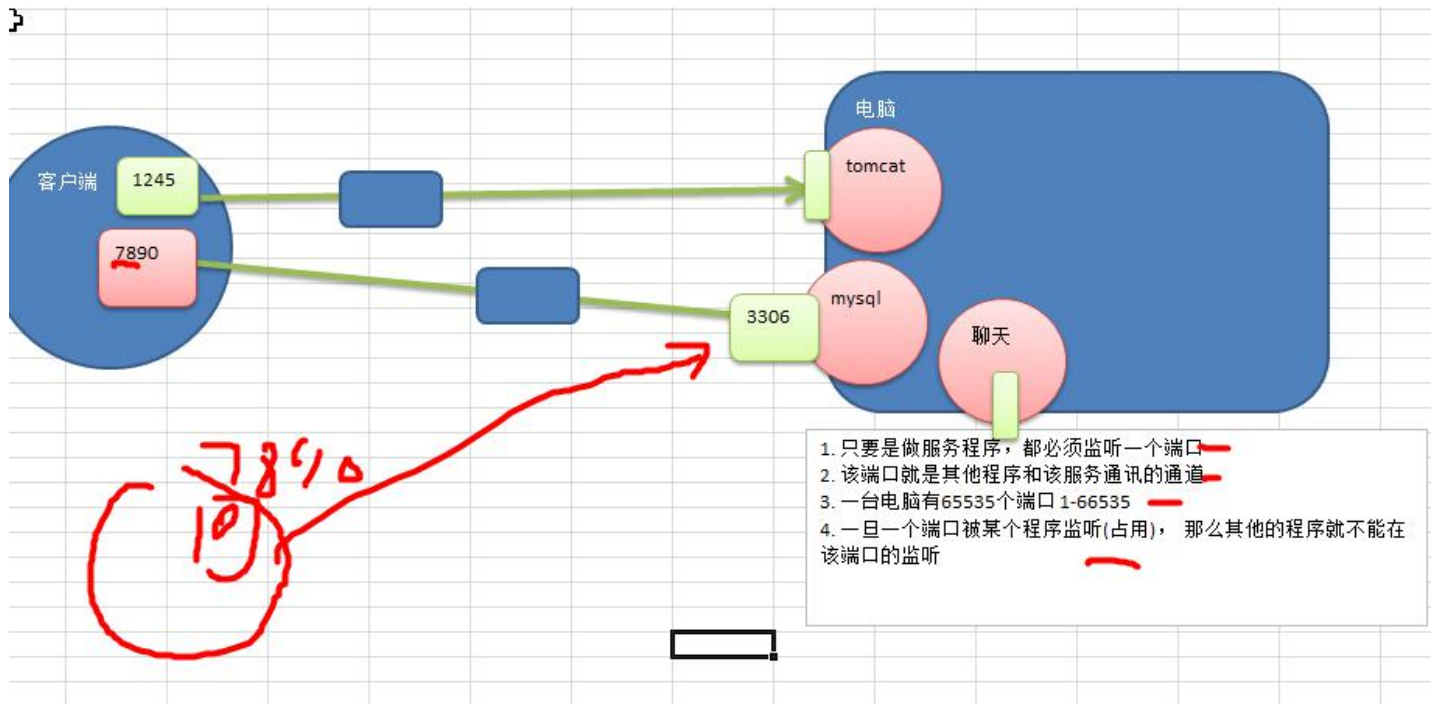 电脑
tomcat
客户端
1245
7890
mysql
3306
聊天
1. 只要是做服务程序，都必须监听一个端口
2. 该端口就是其他程序和该服务通讯的通道
3. 一台电脑有65535个端口 1-66535
4. 一旦一个端口被某个程序监听(占用)， 那么其他的程序就不能在
该端口的监听
7890